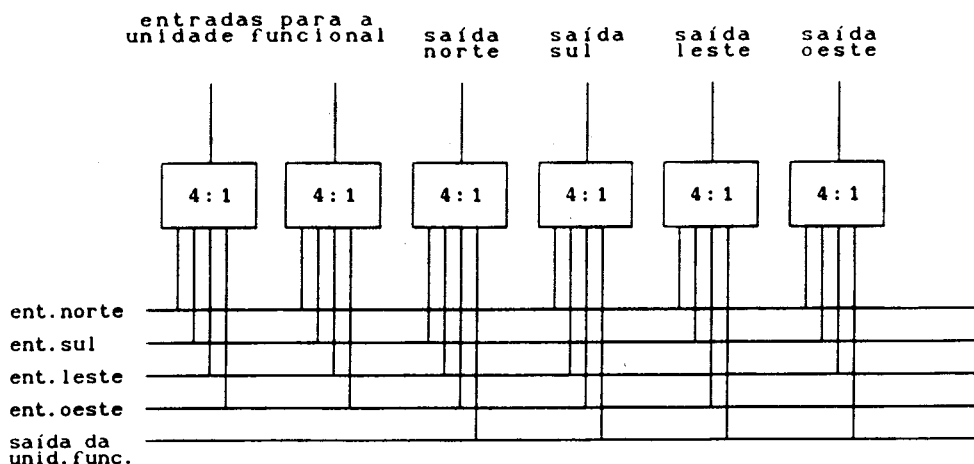 entradas para a
unidade funcional
saída
norte
saída
sul
saída
leste
saída
oeste
4:1 4:1 4:1 4:1 4:1 4:1
ent.norte
ent.sul
ent.leste
ent.oeste
saída da
unid.func.